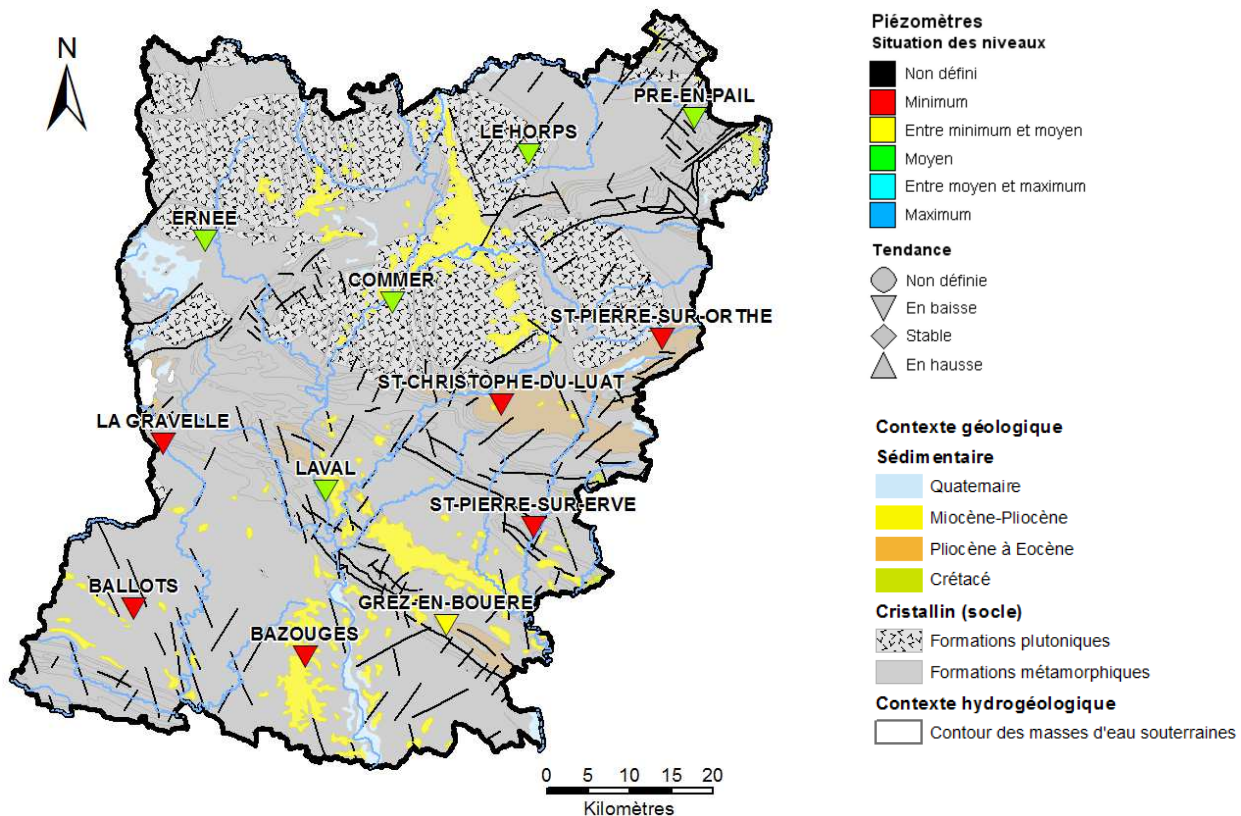 N
PRE-EN-PAIL
LE HORPS
ERNEE
COMMER
ST-PIERRE-SUR-ORTHE
ST-CHRISTOPHE-DU-LUAT
LA GRAVELLE
LAVAL
ST-PIERRE-SUR-ERVE
BALLOTS
GREZ-EN-BOUERE
BAZOUGES
0 5 10 15 20
Kilomètres
Piézomètres
Situation des niveaux
Non défini
Minimum
Entre minimum et moyen
Moyen
Entre moyen et maximum
Maximum
Tendance
Non définie
En baisse
Stable
En hausse
Contexte géologique
Sédimentaire
Quaternaire
Miocène-Pliocène
Pliocène à Eocène
Crétacé
Cristallin (socle)
Formations plutoniques
Formations métamorphiques
Contexte hydrogéologique
Contour des masses d'eau souterraines